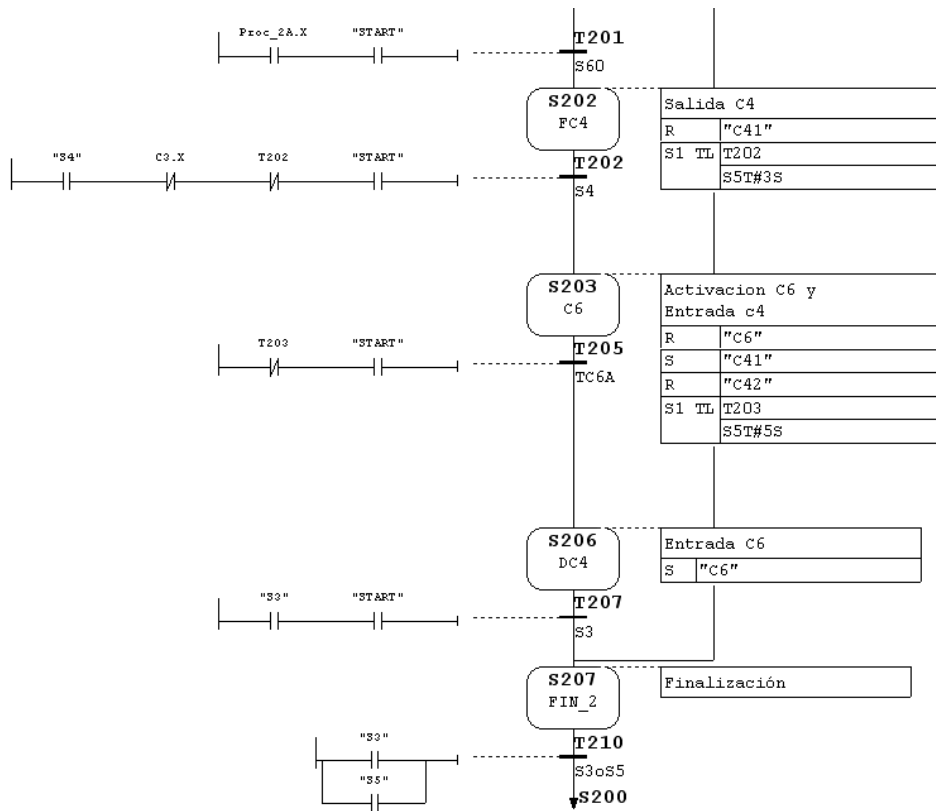 Proc_2A.X "START" T201
S60
S202 Salida C4
FC4
R "C41"
"S4" C3.X T202 "START" T202 S1 TL T202
S4 S5T#3S
S203 Activacion C6 y
C6 Entrada c4
R "C6"
T203 "START" T205 S "C41"
TC6A R "C42"
S1 TL T203
S5T#5S
S206 Entrada C6
DC4 S "C6"
"S3" "START" T207
S3
S207 Finalización
FIN_2
"S3" T210
S3oS5
"S5" S200